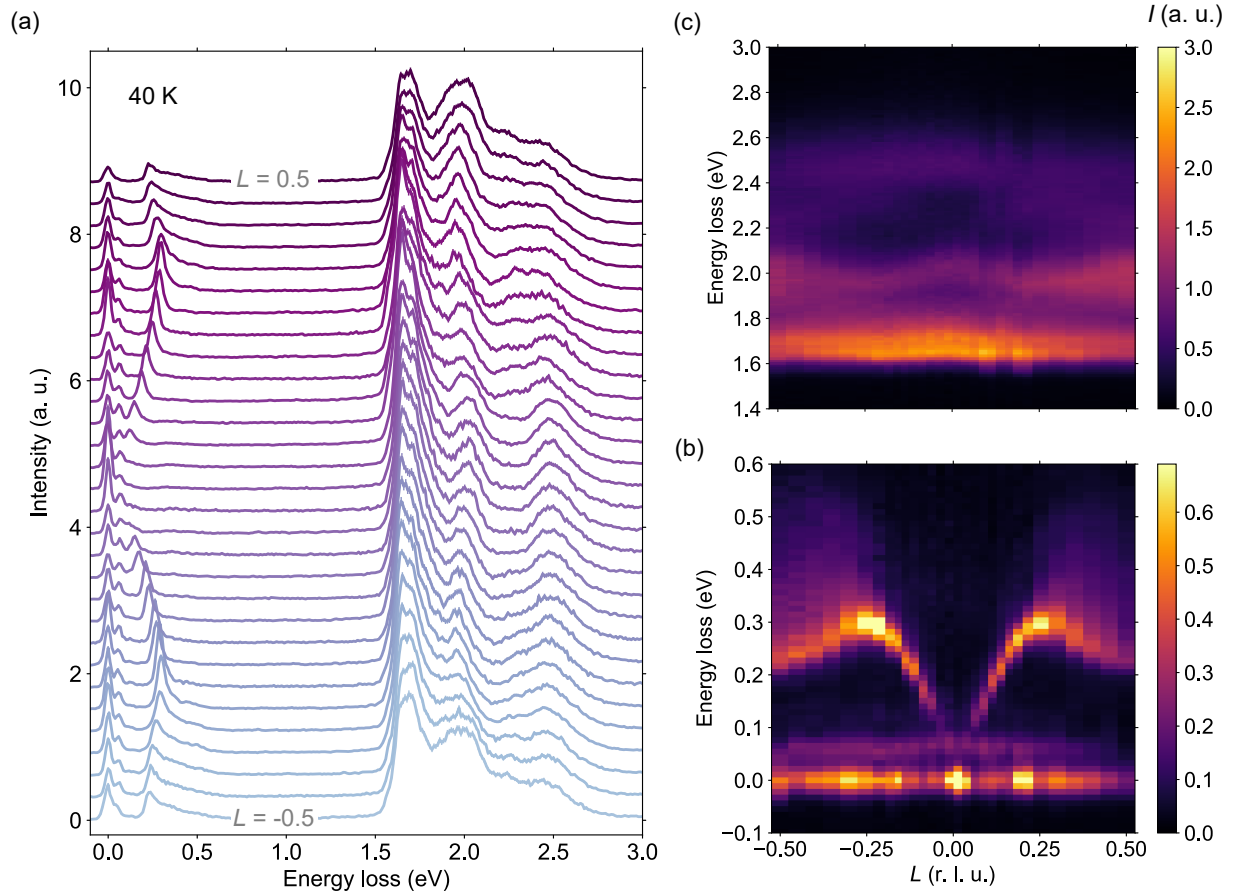 (a)
40 K
L = 0.5
L = -0.5
Intensity (a. u.)
10
8
6
4
2
0
0.0 0.5 1.0 1.5 2.0 2.5 3.0
Energy loss (eV)
(c)
I (a. u.)
Energy loss (eV)
3.0
2.8
2.6
2.4
2.2
2.0
1.8
1.6
1.4
3.0
2.5
2.0
1.5
1.0
0.5
0.0
(b)
Energy loss (eV)
0.6
0.5
0.4
0.3
0.2
0.1
0.0
−0.1
−0.50 −0.25 0.00 0.25 0.50
L (r. l. u.)
0.6
0.5
0.4
0.3
0.2
0.1
0.0